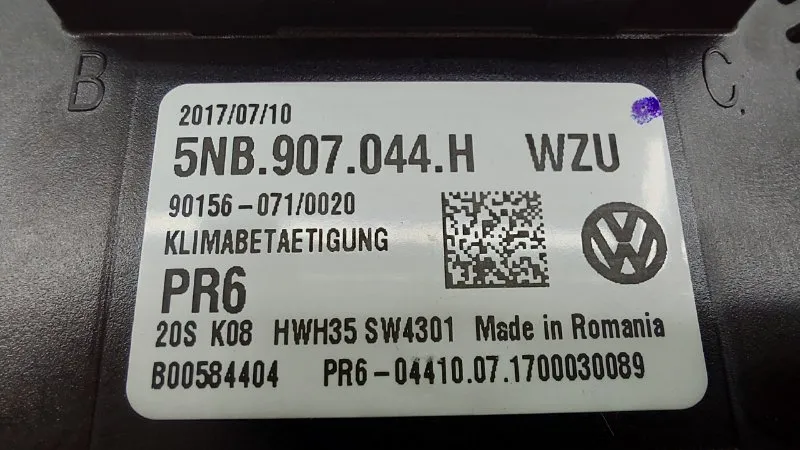 B
C
2017/07/10
5NB.907.044.H WZU
90156-071/0020
KLIMABETAETIGUNG
PR6
20S K08 HWH35 SW4301 Made in Romania
B00584404 PR6-04410.07.1700030089